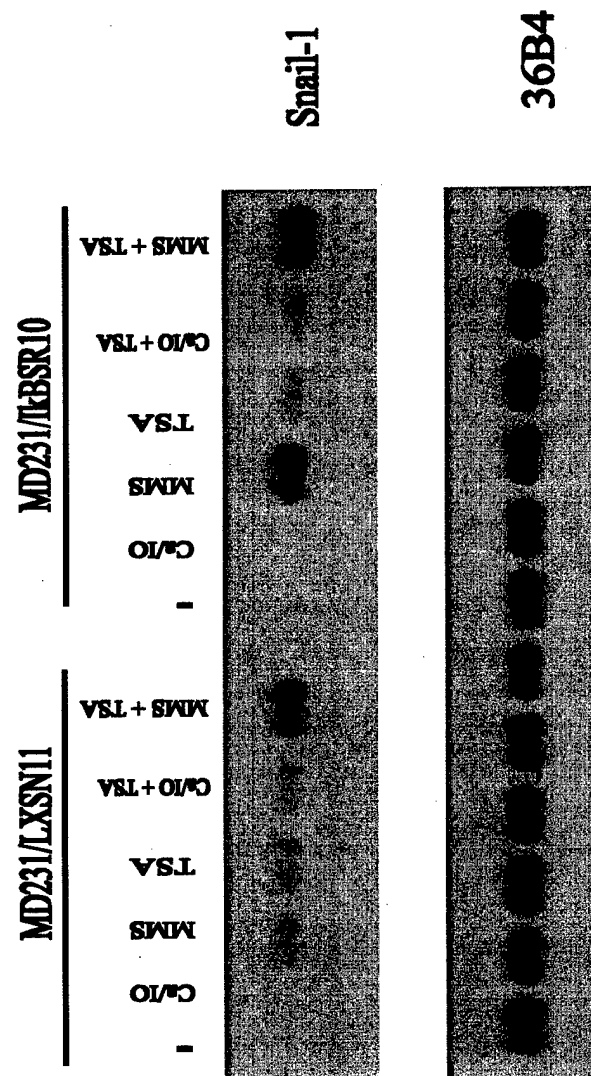 MD231/LXSN11
MD231/IkBSR10
-
Ca/IO
MMS
TSA
Ca/IO + TSA
MMS + TSA
-
Ca/IO
MMS
TSA
Ca/IO + TSA
MMS + TSA
Snail-1
36B4